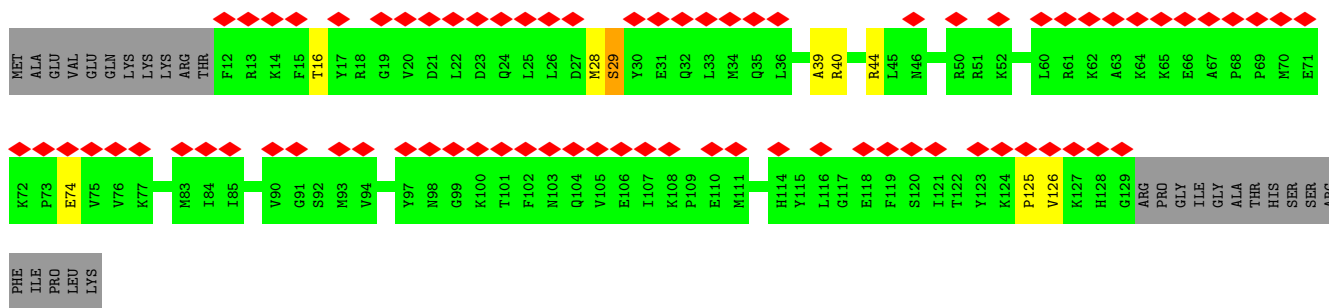 MET ALA GLU VAL GLU GLN LYS LYS LYS ARG THR F12 R13 K14 F15 T16 Y17 R18 G19 V20 D21 L22 D23 Q24 L25 L26 D27 M28 S29 Y30 E31 Q32 L33 M34 Q35 L36 A39 R40 R44 L45 N46 R50 R51 K52 L60 R61 K62 A63 K64 K65 E66 A67 P68 P69 M70 E71
K72 P73 E74 V75 V76 K77 M83 I84 I85 V90 G91 S92 M93 V94 Y97 N98 G99 K100 T101 F102 N103 Q104 V105 E106 I107 K108 P109 E110 M111 H114 Y115 L116 G117 E118 F119 S120 I121 T122 Y123 K124 P125 V126 K127 H128 G129 ARG PRO GLY ILE GLY ALA THR HIS SER SER ARG
PHE ILE PRO LEU LYS